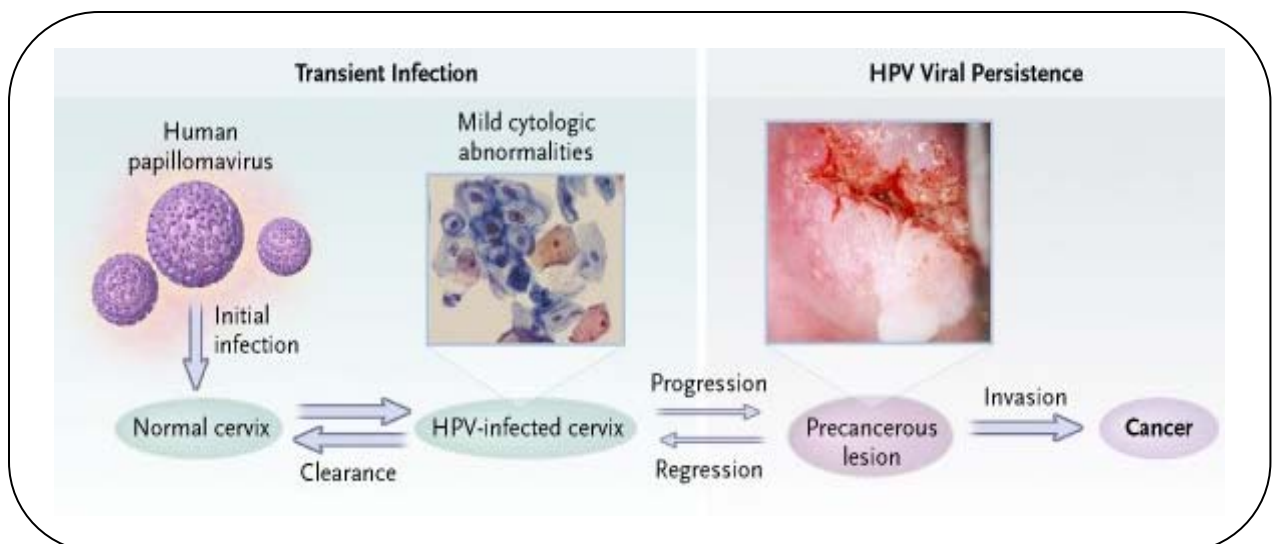 Transient Infection
HPV Viral Persistence
Human
papillomavirus
Mild cytologic
abnormalities
Initial
infection
Normal cervix
Clearance
HPV-infected cervix
Progression
Regression
Precancerous
lesion
Invasion
Cancer